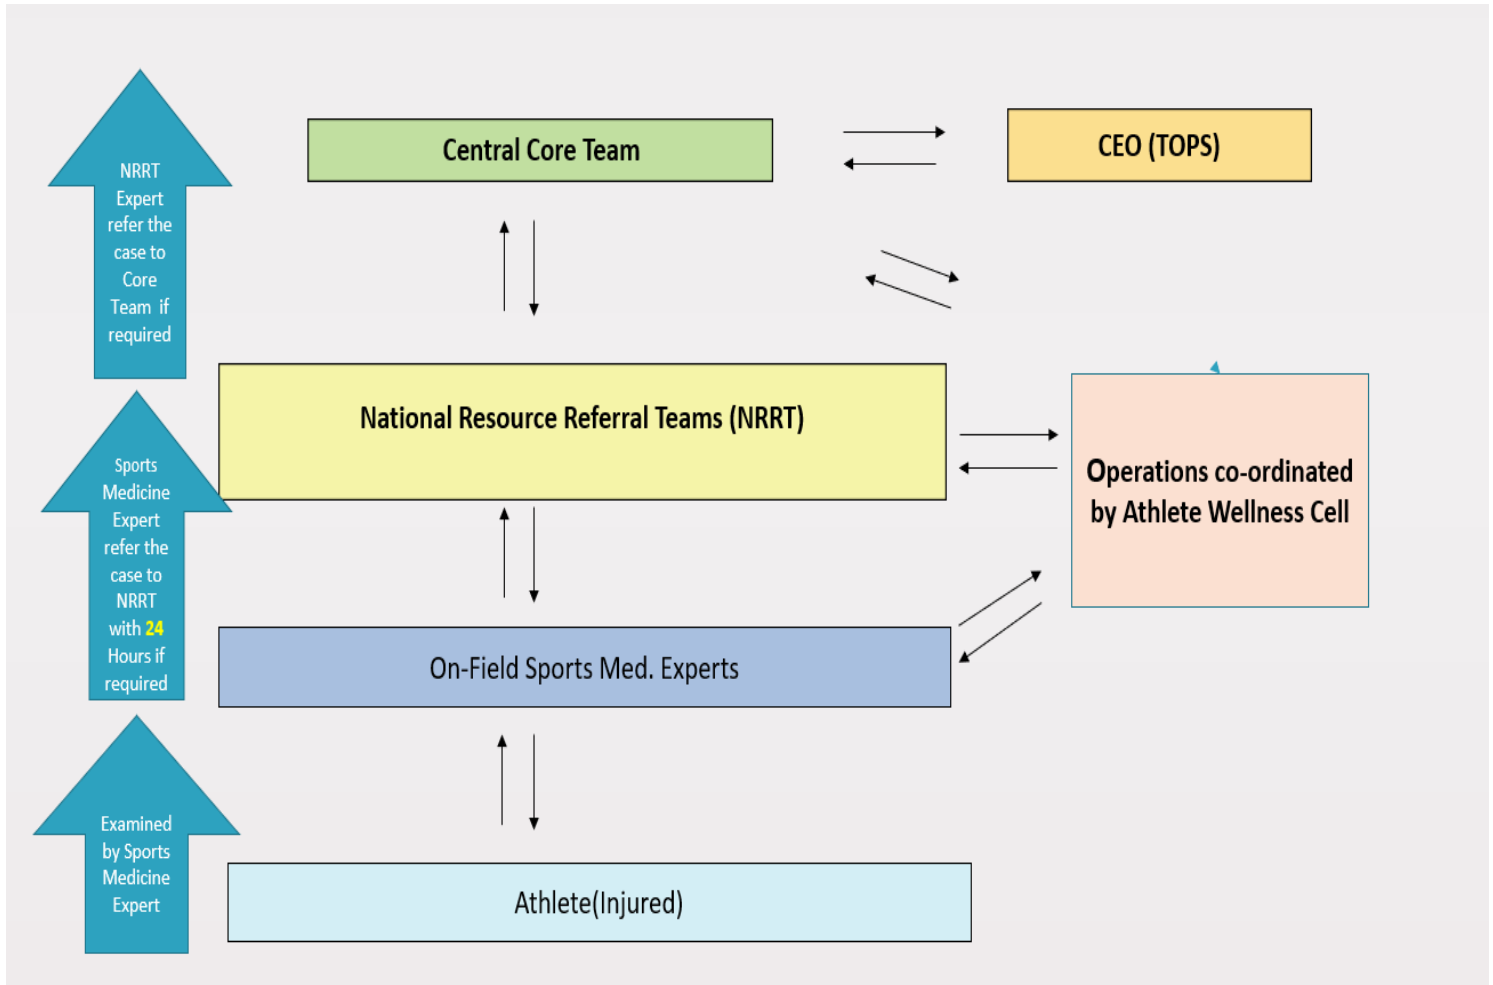 NRRT
Expert
refer the
case to
Core
Team if
required
Central Core Team
CEO (TOPS)
National Resource Referral Teams (NRRT)
Sports
Medicine
Expert
refer the
case to
NRRT
with 24
Hours if
required
Operations co-ordinated
by Athlete Wellness Cell
On-Field Sports Med. Experts
Examined
by Sports
Medicine
Expert
Athlete(Injured)